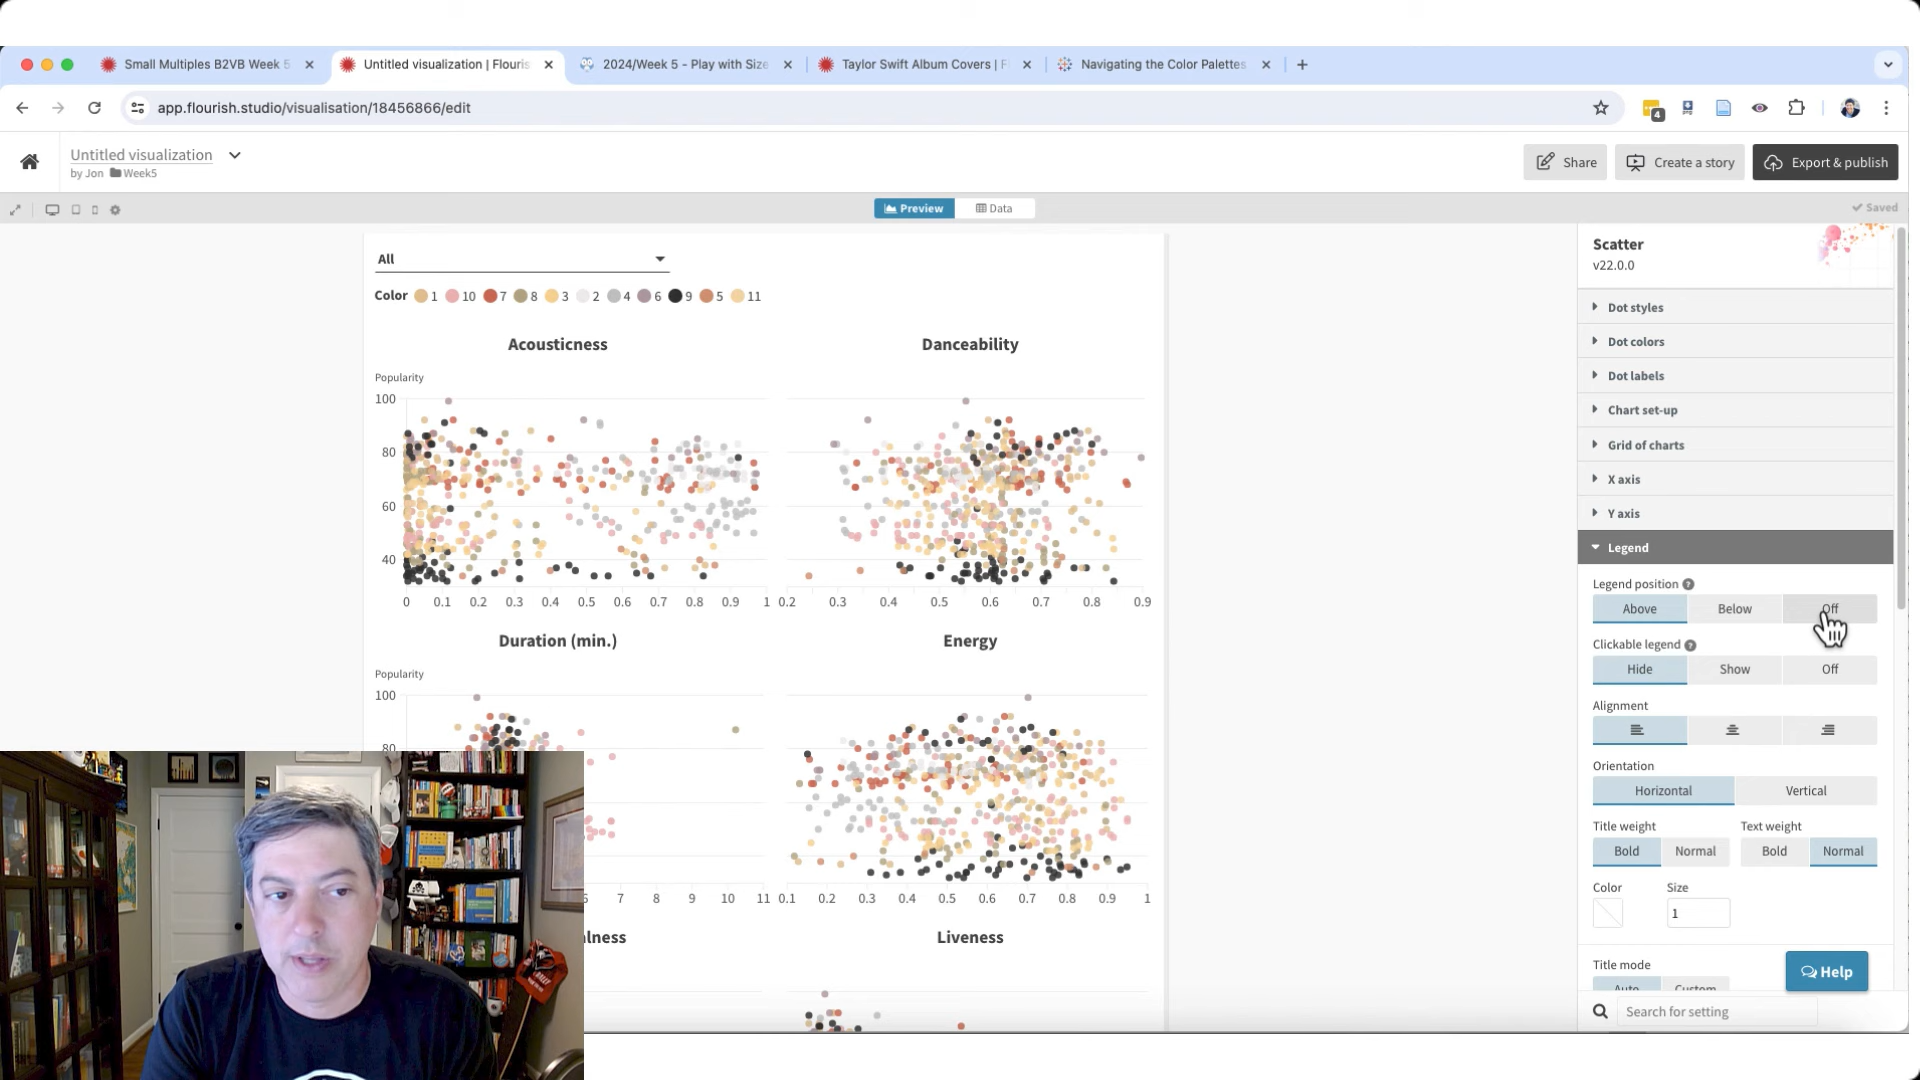 Small Multiples B2VB Week 5
Untitled visualization | Flouris
2024/Week 5 - Play with Size
Taylor Swift Album Covers | F
Navigating the Color Palettes
app.flourish.studio/visualisation/18456866/edit
4
Untitled visualization
by Jon Week5
Share
Create a story
Export & publish
Preview
Data
Saved
All
Color 1 10 7 8 3 2 4 6 9 5 11
Acousticness
Danceability
Popularity
100
80
60
40
0 0.1 0.2 0.3 0.4 0.5 0.6 0.7 0.8 0.9 1
0.2 0.3 0.4 0.5 0.6 0.7 0.8 0.9
Duration (min.)
Energy
Popularity
100
80
7 8 9 10 11
0.1 0.2 0.3 0.4 0.5 0.6 0.7 0.8 0.9 1
Liveness
Scatter
v22.0.0
Dot styles
Dot colors
Dot labels
Chart set-up
Grid of charts
X axis
Y axis
Legend
Legend position ?
Above Below Off
Clickable legend ?
Hide Show Off
Alignment
Orientation
Horizontal Vertical
Title weight Text weight
Bold Normal Bold Normal
Color Size
1
Title mode
Auto Custom
Help
Search for setting